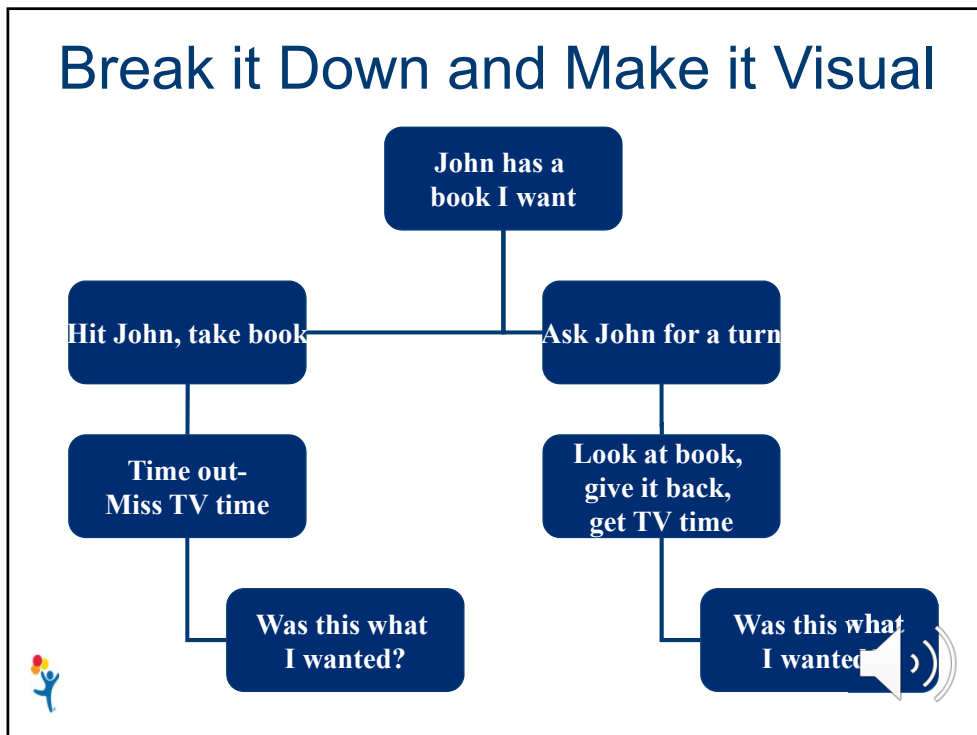 Break it Down and Make it Visual
John has a
book I want
Hit John, take book
Ask John for a turn
Time out-
Miss TV time
Look at book,
give it back,
get TV time
Was this what
I wanted?
Was this what
I wanted